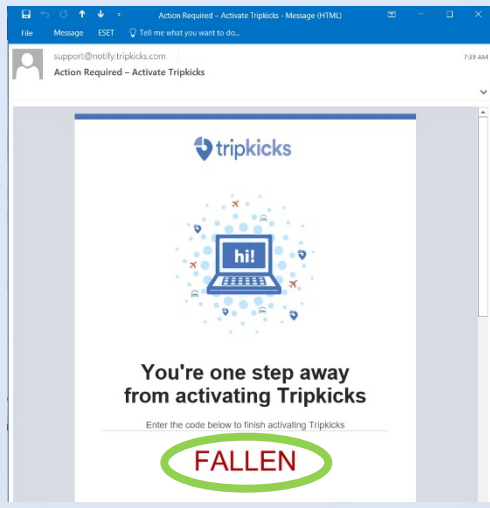 Action Required – Activate Tripkicks - Message (HTML)
File Message ESET Tell me what you want to do...
support@notify.tripkicks.com
7:39 AM
Action Required – Activate Tripkicks
tripkicks
hi!
You're one step away
from activating Tripkicks
Enter the code below to finish activating Tripkicks
FALLEN